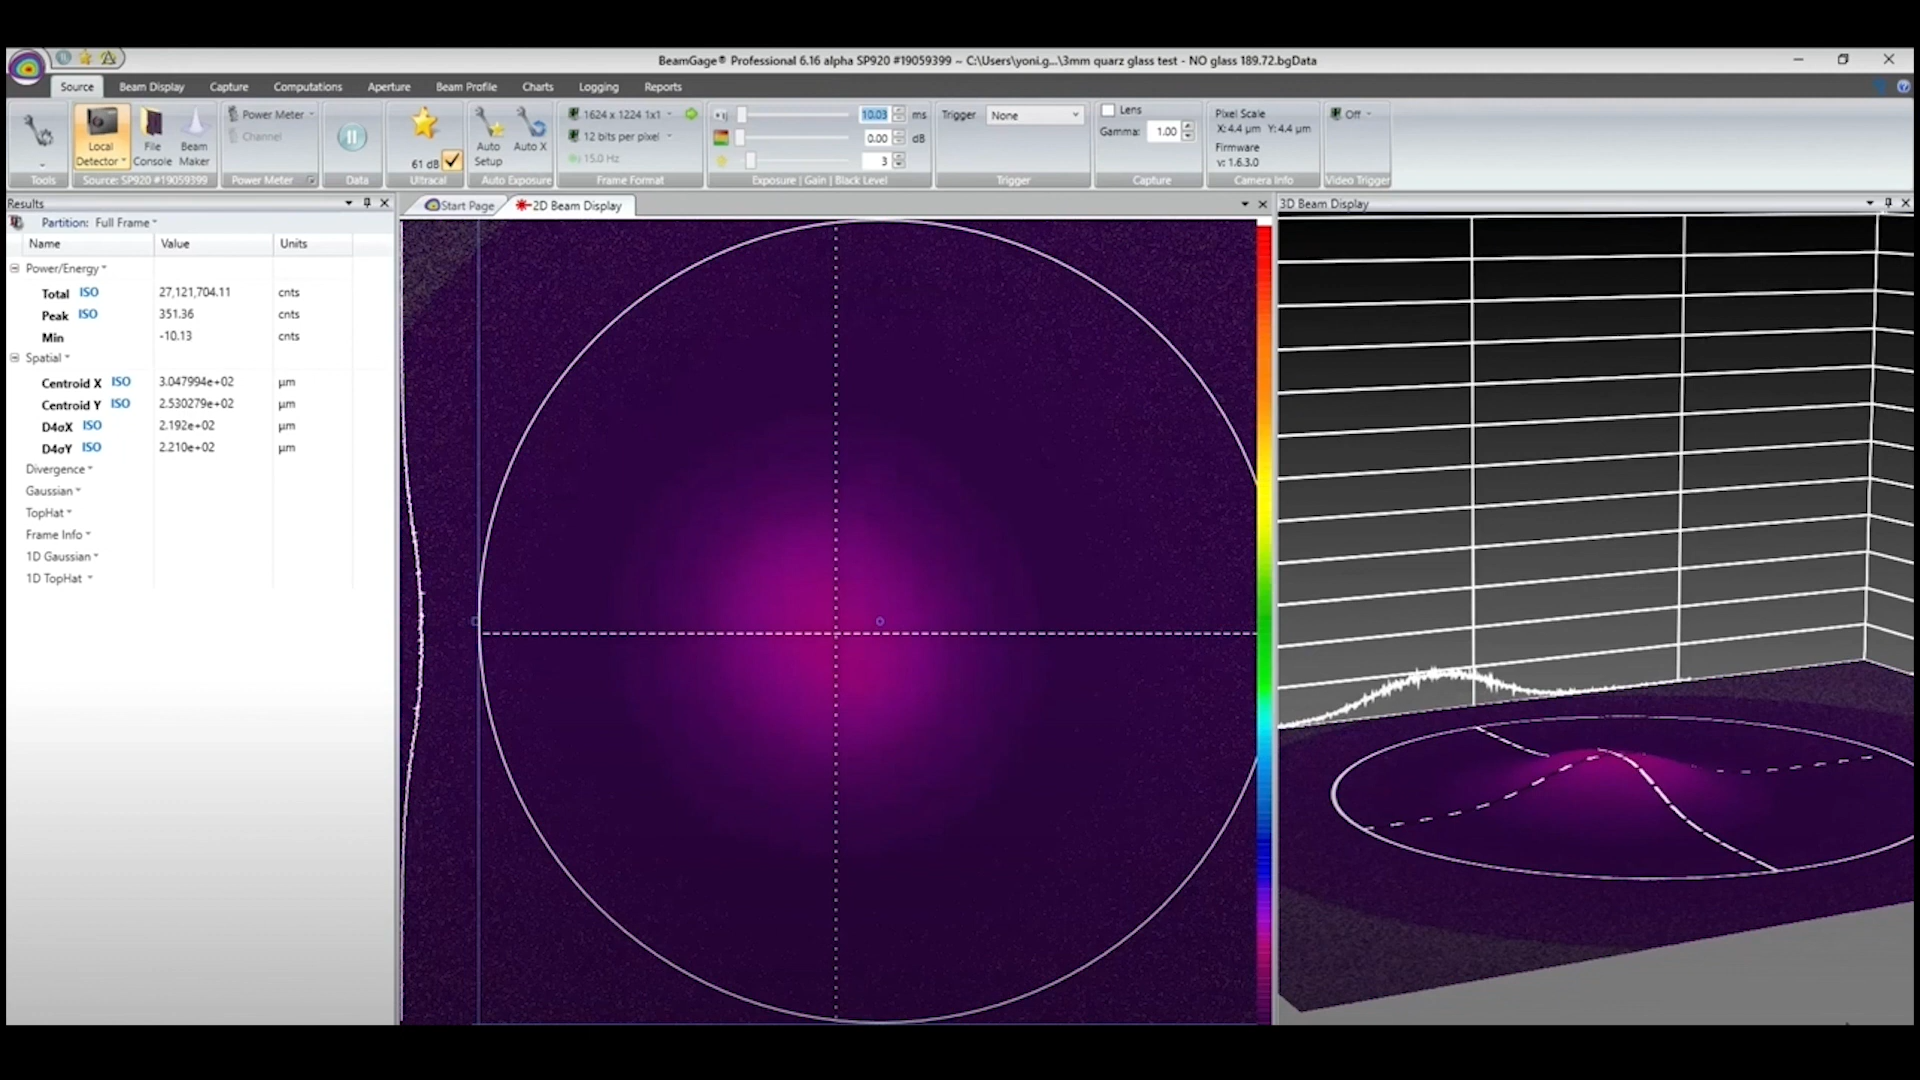 BeamGage® Professional 6.16 alpha SP920 #19059399 ~ C:\Users\yoni.g...\3mm quarz glass test - NO glass 189.72.bgData
Source Beam Display Capture Computations Aperture Beam Profile Charts Logging Reports
Local Detector File Console Beam Maker
Power Meter
Channel
61 dB
Auto Setup Auto X
1624 x 1224 1x1
12 bits per pixel
15.0 Hz
10.03 ms
0.00 dB
3
Trigger None
Lens
Gamma: 1.00
Pixel Scale
X: 4.4 µm Y: 4.4 µm
Firmware
v: 1.6.3.0
Off
Tools Source: SP920 #19059399 Power Meter Data Ultracal Auto Exposure Frame Format Exposure | Gain | Black Level Trigger Capture Camera Info Video Trigger
Results
Start Page 2D Beam Display
3D Beam Display
Partition: Full Frame
Name Value Units
Power/Energy
Total ISO 27,121,704.11 cnts
Peak ISO 351.36 cnts
Min -10.13 cnts
Spatial
Centroid X ISO 3.047994e+02 µm
Centroid Y ISO 2.530279e+02 µm
D4σX ISO 2.192e+02 µm
D4σY ISO 2.210e+02 µm
Divergence
Gaussian
TopHat
Frame Info
1D Gaussian
1D TopHat